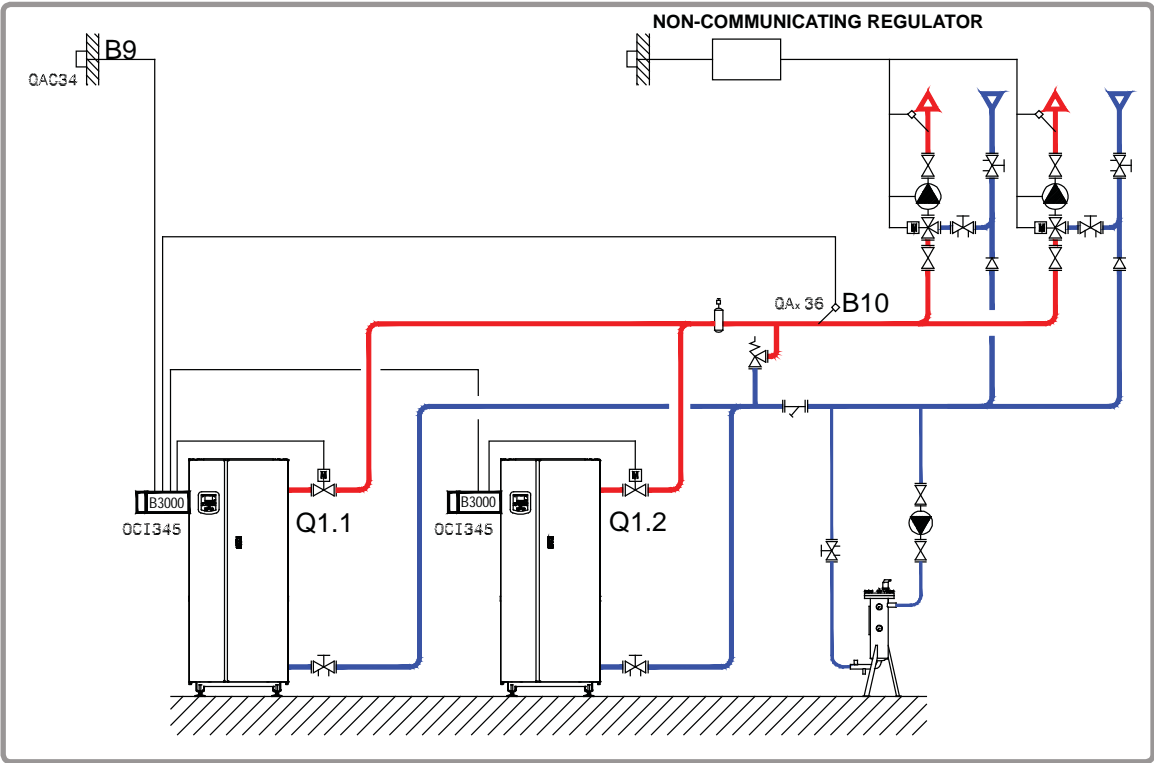 NON-COMMUNICATING REGULATOR
B9
QAC34
QAx 36 B10
B3000
OCI345
Q1.1
B3000
OCI345
Q1.2
M
M
M
M